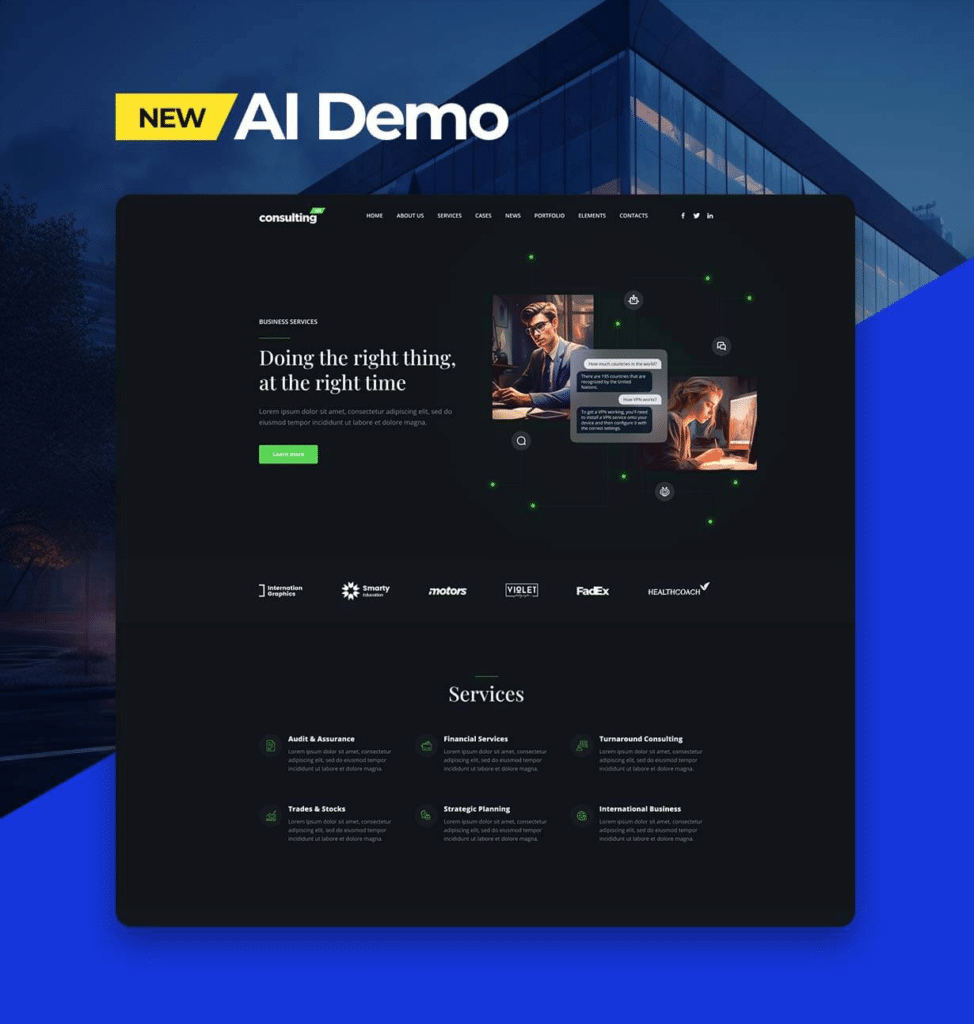 NEW AI Demo
consulting
HOME ABOUT US SERVICES CASES NEWS PORTFOLIO ELEMENTS CONTACTS
BUSINESS SERVICES
Doing the right thing,
at the right time
Lorem ipsum dolor sit amet, consectetur adipiscing elit, sed do
eiusmod tempor incididunt ut labore et dolore magna.
Learn more
How much countries in the world?
There are 195 countries that are
recognized by the United
Nations.
How VPN works?
To get a VPN working, you'll need
to install a VPN service onto your
device and then configure it with
the correct settings.
Internation
Graphics
Smarty
Education
motors
VIOLET
FadEx
HEALTHCOACH
Services
Audit & Assurance
Lorem ipsum dolor sit amet, consectetur
adipiscing elit, sed do eiusmod tempor
incididunt ut labore et dolore magna.
Financial Services
Lorem ipsum dolor sit amet, consectetur
adipiscing elit, sed do eiusmod tempor
incididunt ut labore et dolore magna.
Turnaround Consulting
Lorem ipsum dolor sit amet, consectetur
adipiscing elit, sed do eiusmod tempor
incididunt ut labore et dolore magna.
Trades & Stocks
Lorem ipsum dolor sit amet, consectetur
adipiscing elit, sed do eiusmod tempor
incididunt ut labore et dolore magna.
Strategic Planning
Lorem ipsum dolor sit amet, consectetur
adipiscing elit, sed do eiusmod tempor
incididunt ut labore et dolore magna.
International Business
Lorem ipsum dolor sit amet, consectetur
adipiscing elit, sed do eiusmod tempor
incididunt ut labore et dolore magna.